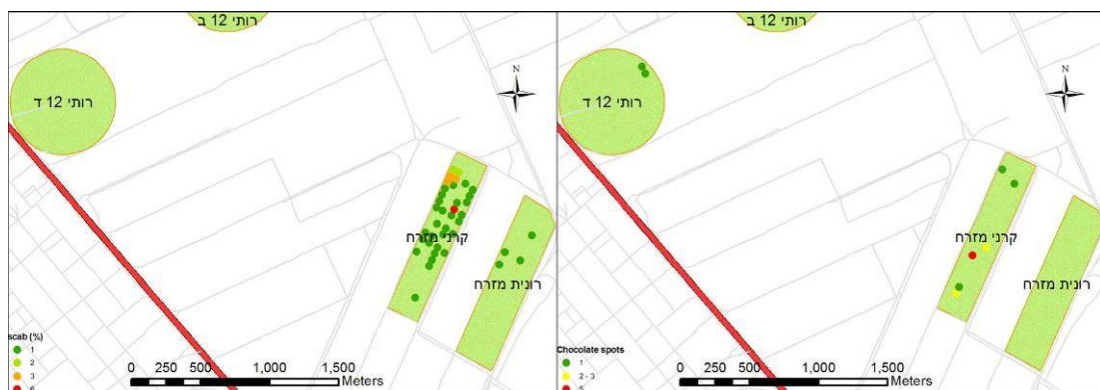 רותי 12 ב
רותי 12 ד
N
קרני מזרח
רונית מזרח
scab (%)
1
2
3
6
0 250 500 1,000 1,500
Meters
רותי 12 ב
רותי 12 ד
N
קרני מזרח
רונית מזרח
Chocolate spots
1
2 - 3
5
0 250 500 1,000 1,500
Meters